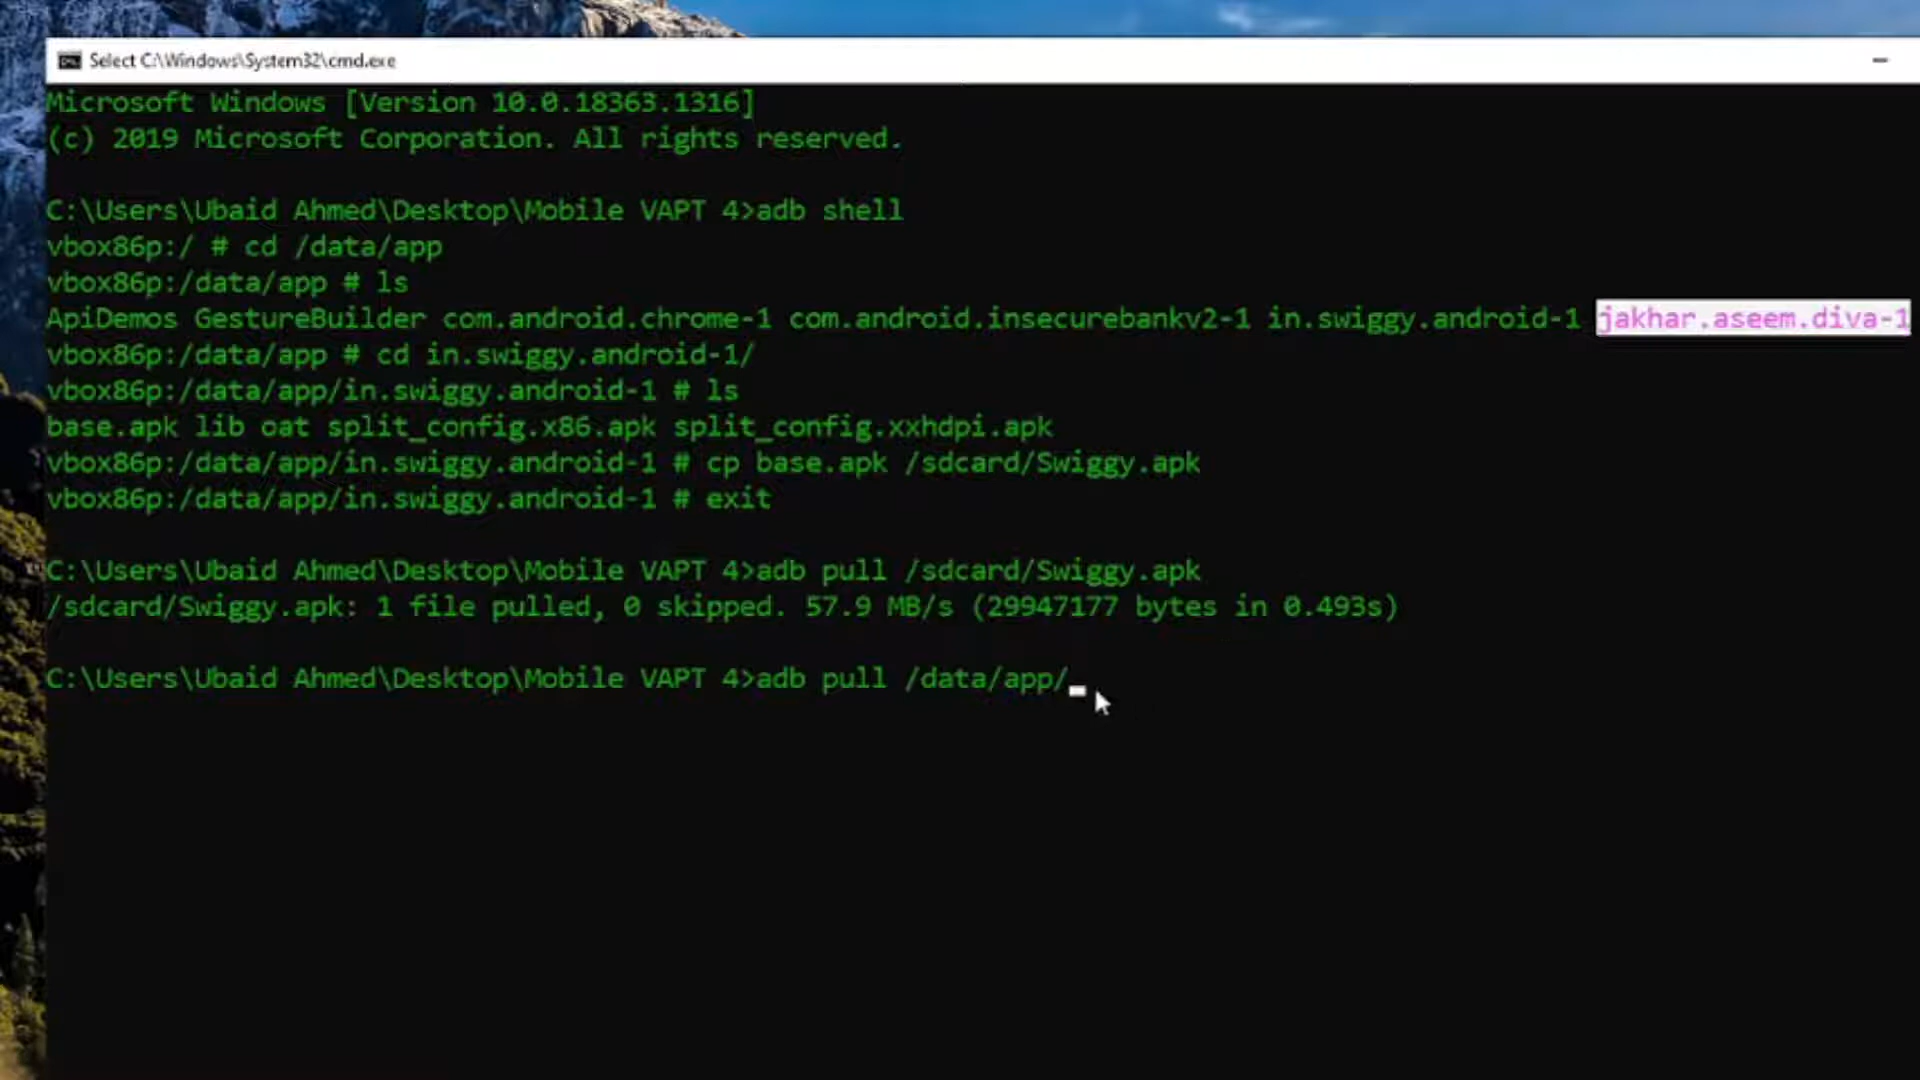 Select C:\Windows\System32\cmd.exe
Microsoft Windows [Version 10.0.18363.1316]
(c) 2019 Microsoft Corporation. All rights reserved.
C:\Users\Ubaid Ahmed\Desktop\Mobile VAPT 4>adb shell
vbox86p:/ # cd /data/app
vbox86p:/data/app # ls
ApiDemos GestureBuilder com.android.chrome-1 com.android.insecurebankv2-1 in.swiggy.android-1 jakhar.aseem.diva-1
vbox86p:/data/app # cd in.swiggy.android-1/
vbox86p:/data/app/in.swiggy.android-1 # ls
base.apk lib oat split_config.x86.apk split_config.xxhdpi.apk
vbox86p:/data/app/in.swiggy.android-1 # cp base.apk /sdcard/Swiggy.apk
vbox86p:/data/app/in.swiggy.android-1 # exit
C:\Users\Ubaid Ahmed\Desktop\Mobile VAPT 4>adb pull /sdcard/Swiggy.apk
/sdcard/Swiggy.apk: 1 file pulled, 0 skipped. 57.9 MB/s (29947177 bytes in 0.493s)
C:\Users\Ubaid Ahmed\Desktop\Mobile VAPT 4>adb pull /data/app/